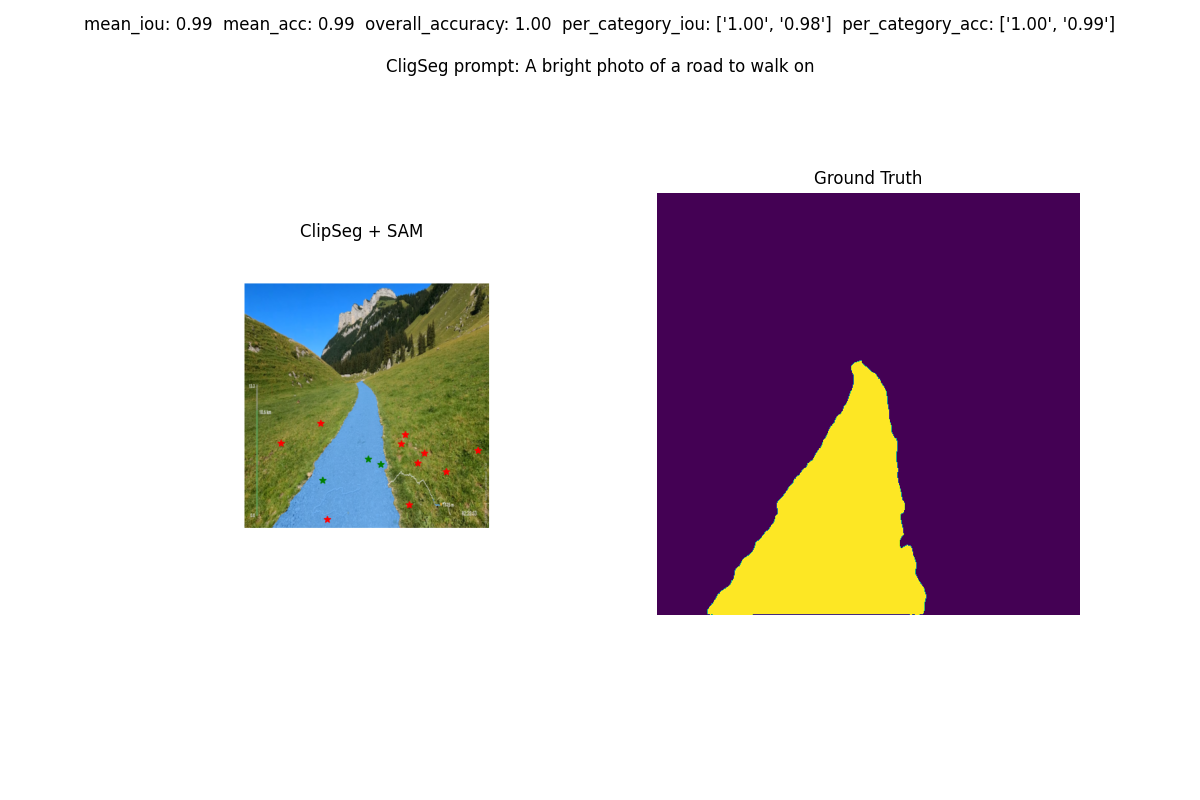 mean_iou: 0.99  mean_acc: 0.99  overall_accuracy: 1.00  per_category_iou: ['1.00', '0.98']  per_category_acc: ['1.00', '0.99']
CligSeg prompt: A bright photo of a road to walk on
Ground Truth
ClipSeg + SAM